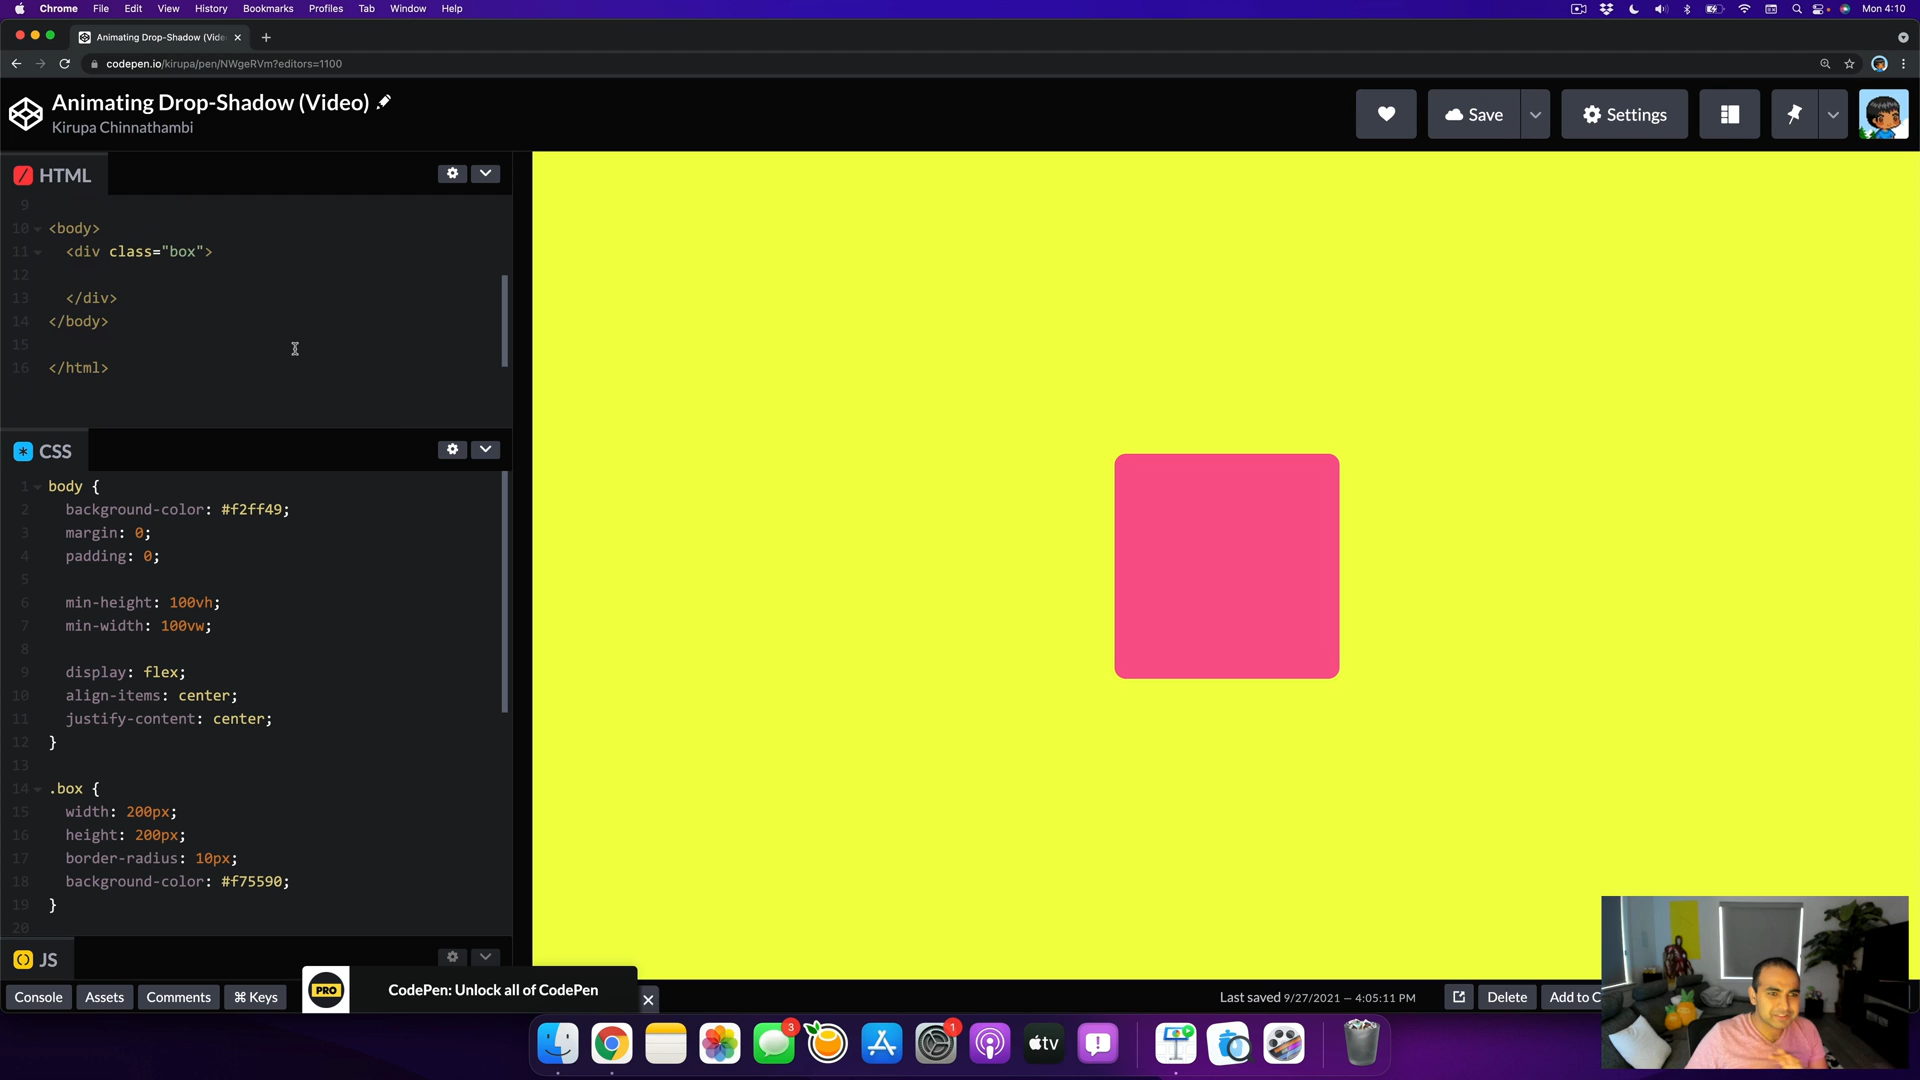 Chrome File Edit View History Bookmarks Profiles Tab Window Help Mon 4:10
Animating Drop-Shadow (Vide
codepen.io/kirupa/pen/NWgeRVm?editors=1100
Animating Drop-Shadow (Video)
Kirupa Chinnathambi
Save
Settings
HTML
9
10 <body>
11 <div class="box">
12
13 </div>
14 </body>
15
16 </html>
CSS
1 body {
2 background-color: #f2ff49;
3 margin: 0;
4 padding: 0;
5
6 min-height: 100vh;
7 min-width: 100vw;
8
9 display: flex;
10 align-items: center;
11 justify-content: center;
12 }
13
14 .box {
15 width: 200px;
16 height: 200px;
17 border-radius: 10px;
18 background-color: #f75590;
19 }
20
JS
Console Assets Comments ⌘ Keys
PRO CodePen: Unlock all of CodePen
Last saved 9/27/2021 — 4:05:11 PM Delete Add to C
3 1
tv